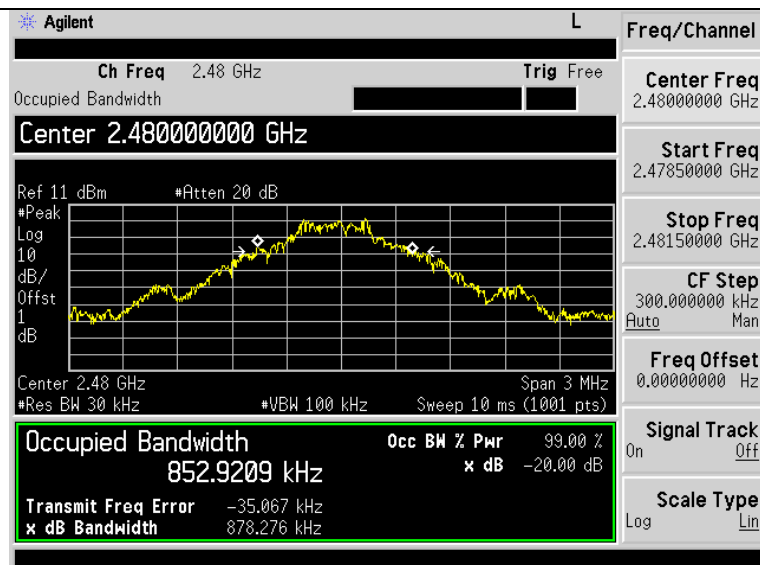 Agilent
L
Freq/Channel
Ch Freq 2.48 GHz
Trig Free
Occupied Bandwidth
Center 2.480000000 GHz
Ref 11 dBm
#Atten 20 dB
#Peak
Log
10
dB/
Offst
1
dB
Center 2.48 GHz
Span 3 MHz
#Res BW 30 kHz
#VBW 100 kHz
Sweep 10 ms (1001 pts)
Occupied Bandwidth
852.9209 kHz
Occ BW % Pwr 99.00 %
x dB -20.00 dB
Transmit Freq Error -35.067 kHz
x dB Bandwidth 878.276 kHz
Center Freq
2.48000000 GHz
Start Freq
2.47850000 GHz
Stop Freq
2.48150000 GHz
CF Step
300.000000 kHz
Auto Man
Freq Offset
0.00000000 Hz
Signal Track
On Off
Scale Type
Log Lin